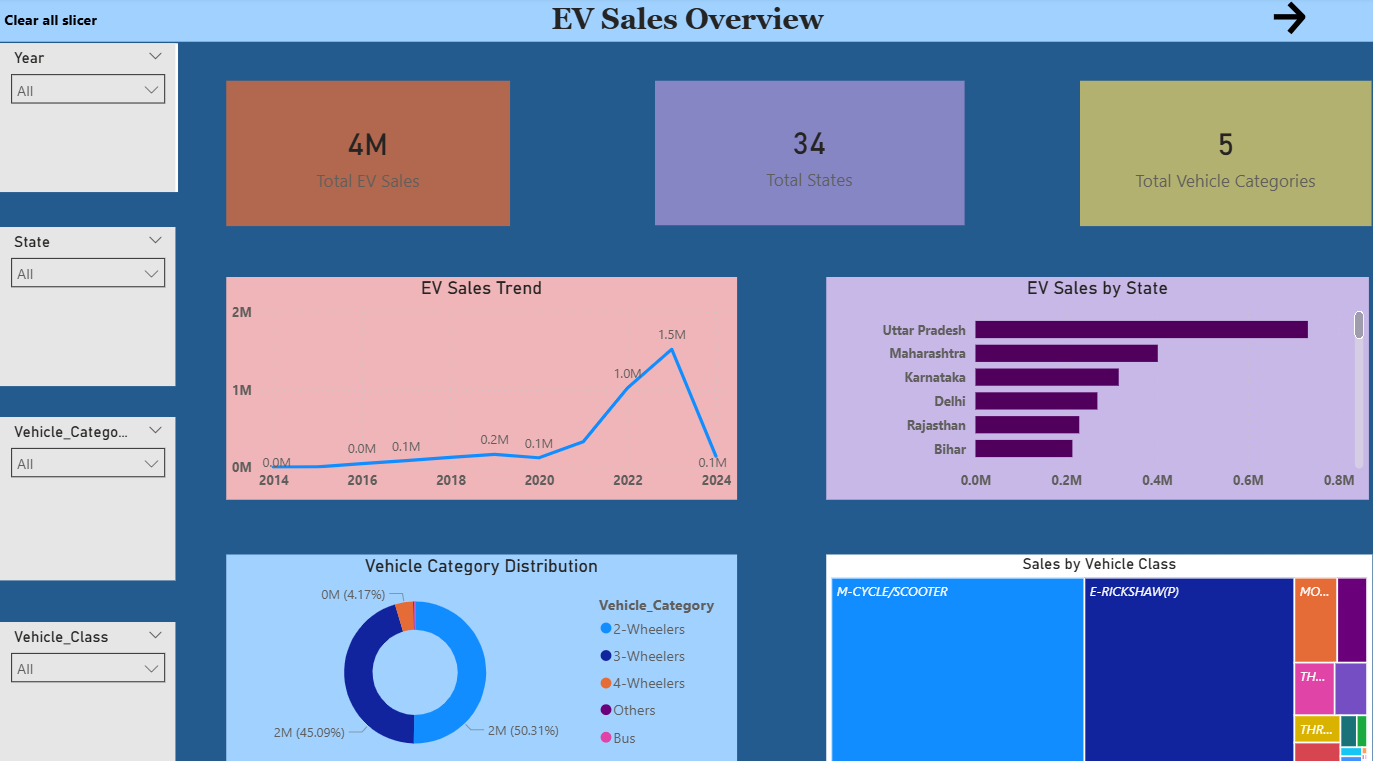 Clear all slicer
EV Sales Overview
Year
All
State
All
Vehicle_Catego...
All
Vehicle_Class
All
4M
Total EV Sales
34
Total States
5
Total Vehicle Categories
EV Sales Trend
2M
1M
0M
0.0M
0.0M
0.1M
0.2M
0.1M
1.0M
1.5M
0.1M
2014 2016 2018 2020 2022 2024
EV Sales by State
Uttar Pradesh
Maharashtra
Karnataka
Delhi
Rajasthan
Bihar
0.0M 0.2M 0.4M 0.6M 0.8M
Vehicle Category Distribution
0M (4.17%)
2M (45.09%)
2M (50.31%)
Vehicle_Category
2-Wheelers
3-Wheelers
4-Wheelers
Others
Bus
Sales by Vehicle Class
M-CYCLE/SCOOTER
E-RICKSHAW(P)
MO...
TH...
THR...